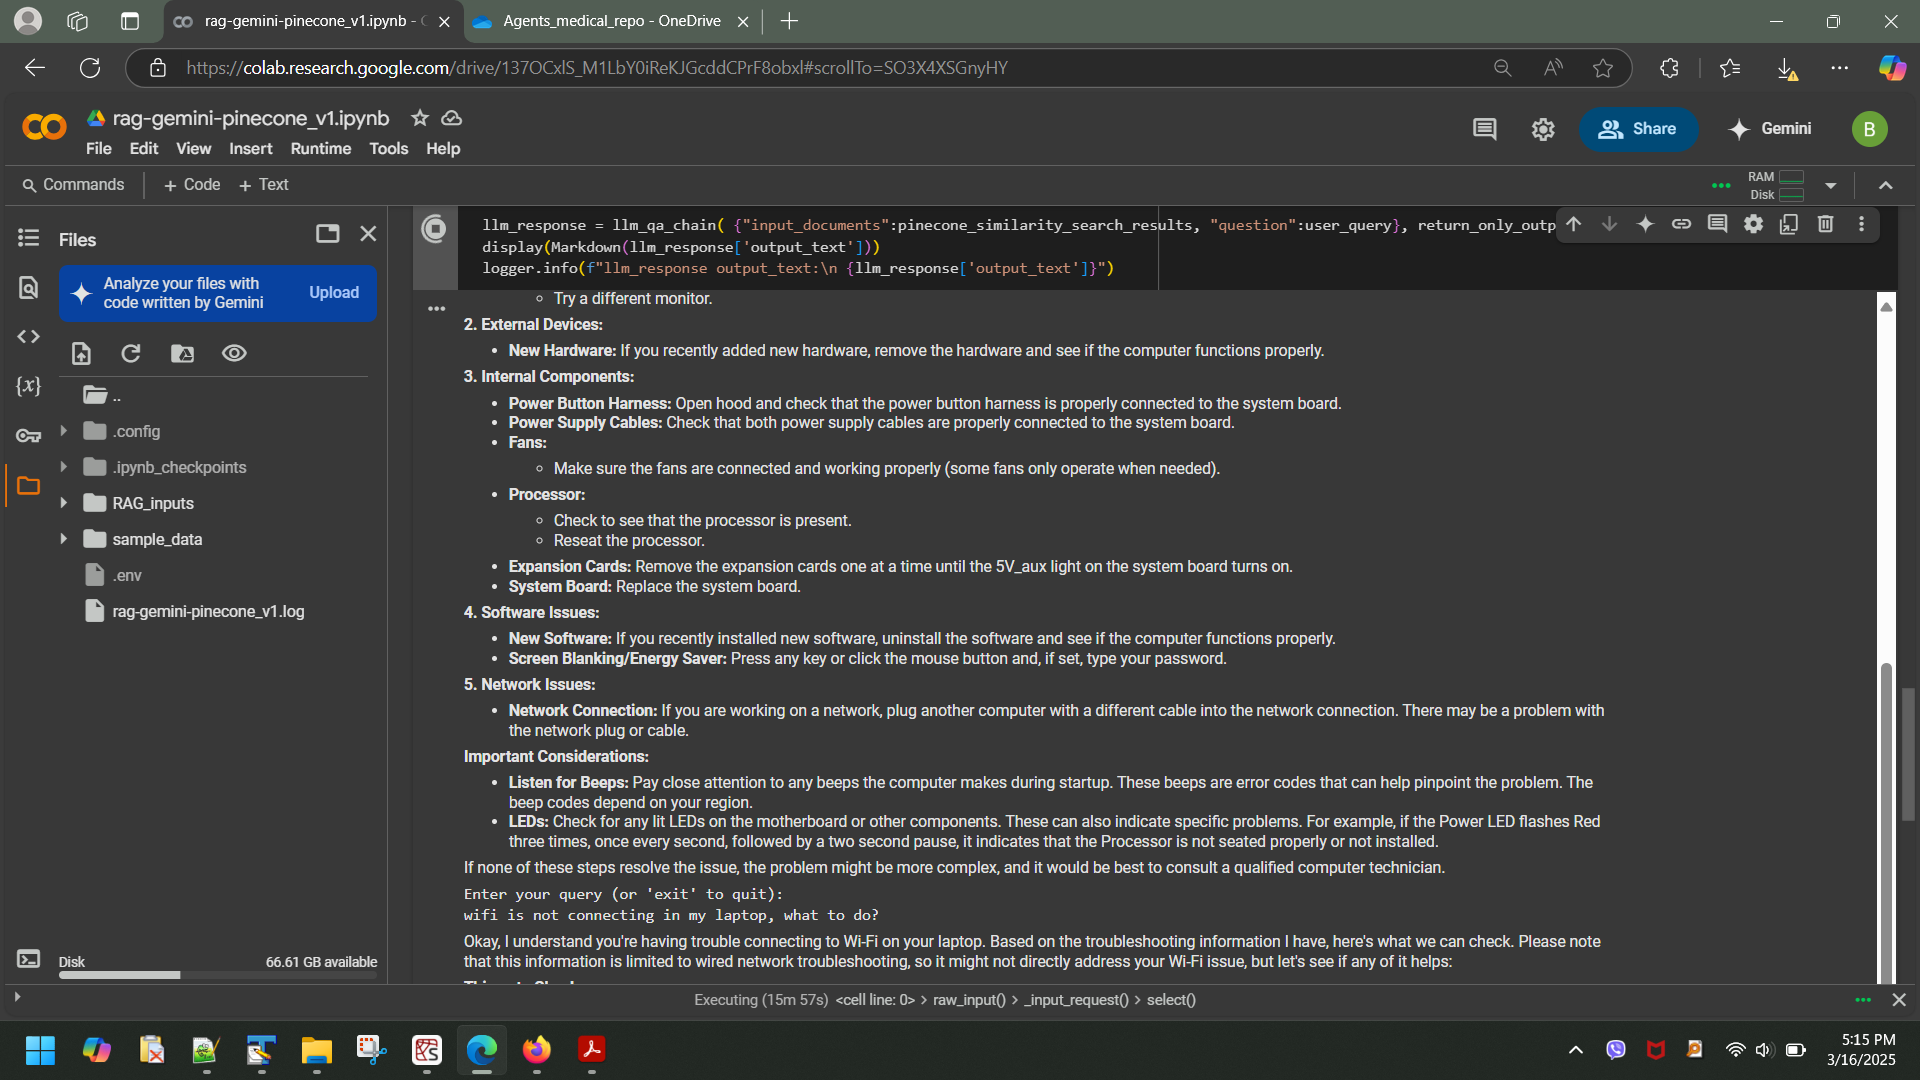 rag-gemini-pinecone_v1.ipynb -
Agents_medical_repo - OneDrive
https://colab.research.google.com/drive/137OCxlS_M1LbY0iReKJGcddCPrF8obxl#scrollTo=SO3X4XSGnyHY
rag-gemini-pinecone_v1.ipynb
File Edit View Insert Runtime Tools Help
Share
Gemini
B
Commands
+ Code + Text
RAM
Disk
Files
Analyze your files with
code written by Gemini
Upload
..
.config
.ipynb_checkpoints
RAG_inputs
sample_data
.env
rag-gemini-pinecone_v1.log
Disk 66.61 GB available
llm_response = llm_qa_chain( {"input_documents":pinecone_similarity_search_results, "question":user_query}, return_only_outp
display(Markdown(llm_response['output_text']))
logger.info(f"llm_response output_text:\n {llm_response['output_text']}")
◦ Try a different monitor.
2. External Devices:
• New Hardware: If you recently added new hardware, remove the hardware and see if the computer functions properly.
3. Internal Components:
• Power Button Harness: Open hood and check that the power button harness is properly connected to the system board.
• Power Supply Cables: Check that both power supply cables are properly connected to the system board.
• Fans:
◦ Make sure the fans are connected and working properly (some fans only operate when needed).
• Processor:
◦ Check to see that the processor is present.
◦ Reseat the processor.
• Expansion Cards: Remove the expansion cards one at a time until the 5V_aux light on the system board turns on.
• System Board: Replace the system board.
4. Software Issues:
• New Software: If you recently installed new software, uninstall the software and see if the computer functions properly.
• Screen Blanking/Energy Saver: Press any key or click the mouse button and, if set, type your password.
5. Network Issues:
• Network Connection: If you are working on a network, plug another computer with a different cable into the network connection. There may be a problem with
the network plug or cable.
Important Considerations:
• Listen for Beeps: Pay close attention to any beeps the computer makes during startup. These beeps are error codes that can help pinpoint the problem. The
beep codes depend on your region.
• LEDs: Check for any lit LEDs on the motherboard or other components. These can also indicate specific problems. For example, if the Power LED flashes Red
three times, once every second, followed by a two second pause, it indicates that the Processor is not seated properly or not installed.
If none of these steps resolve the issue, the problem might be more complex, and it would be best to consult a qualified computer technician.
Enter your query (or 'exit' to quit):
wifi is not connecting in my laptop, what to do?
Okay, I understand you're having trouble connecting to Wi-Fi on your laptop. Based on the troubleshooting information I have, here's what we can check. Please note
that this information is limited to wired network troubleshooting, so it might not directly address your Wi-Fi issue, but let's see if any of it helps:
Executing (15m 57s) <cell line: 0> > raw_input() > _input_request() > select()
5:15 PM
3/16/2025